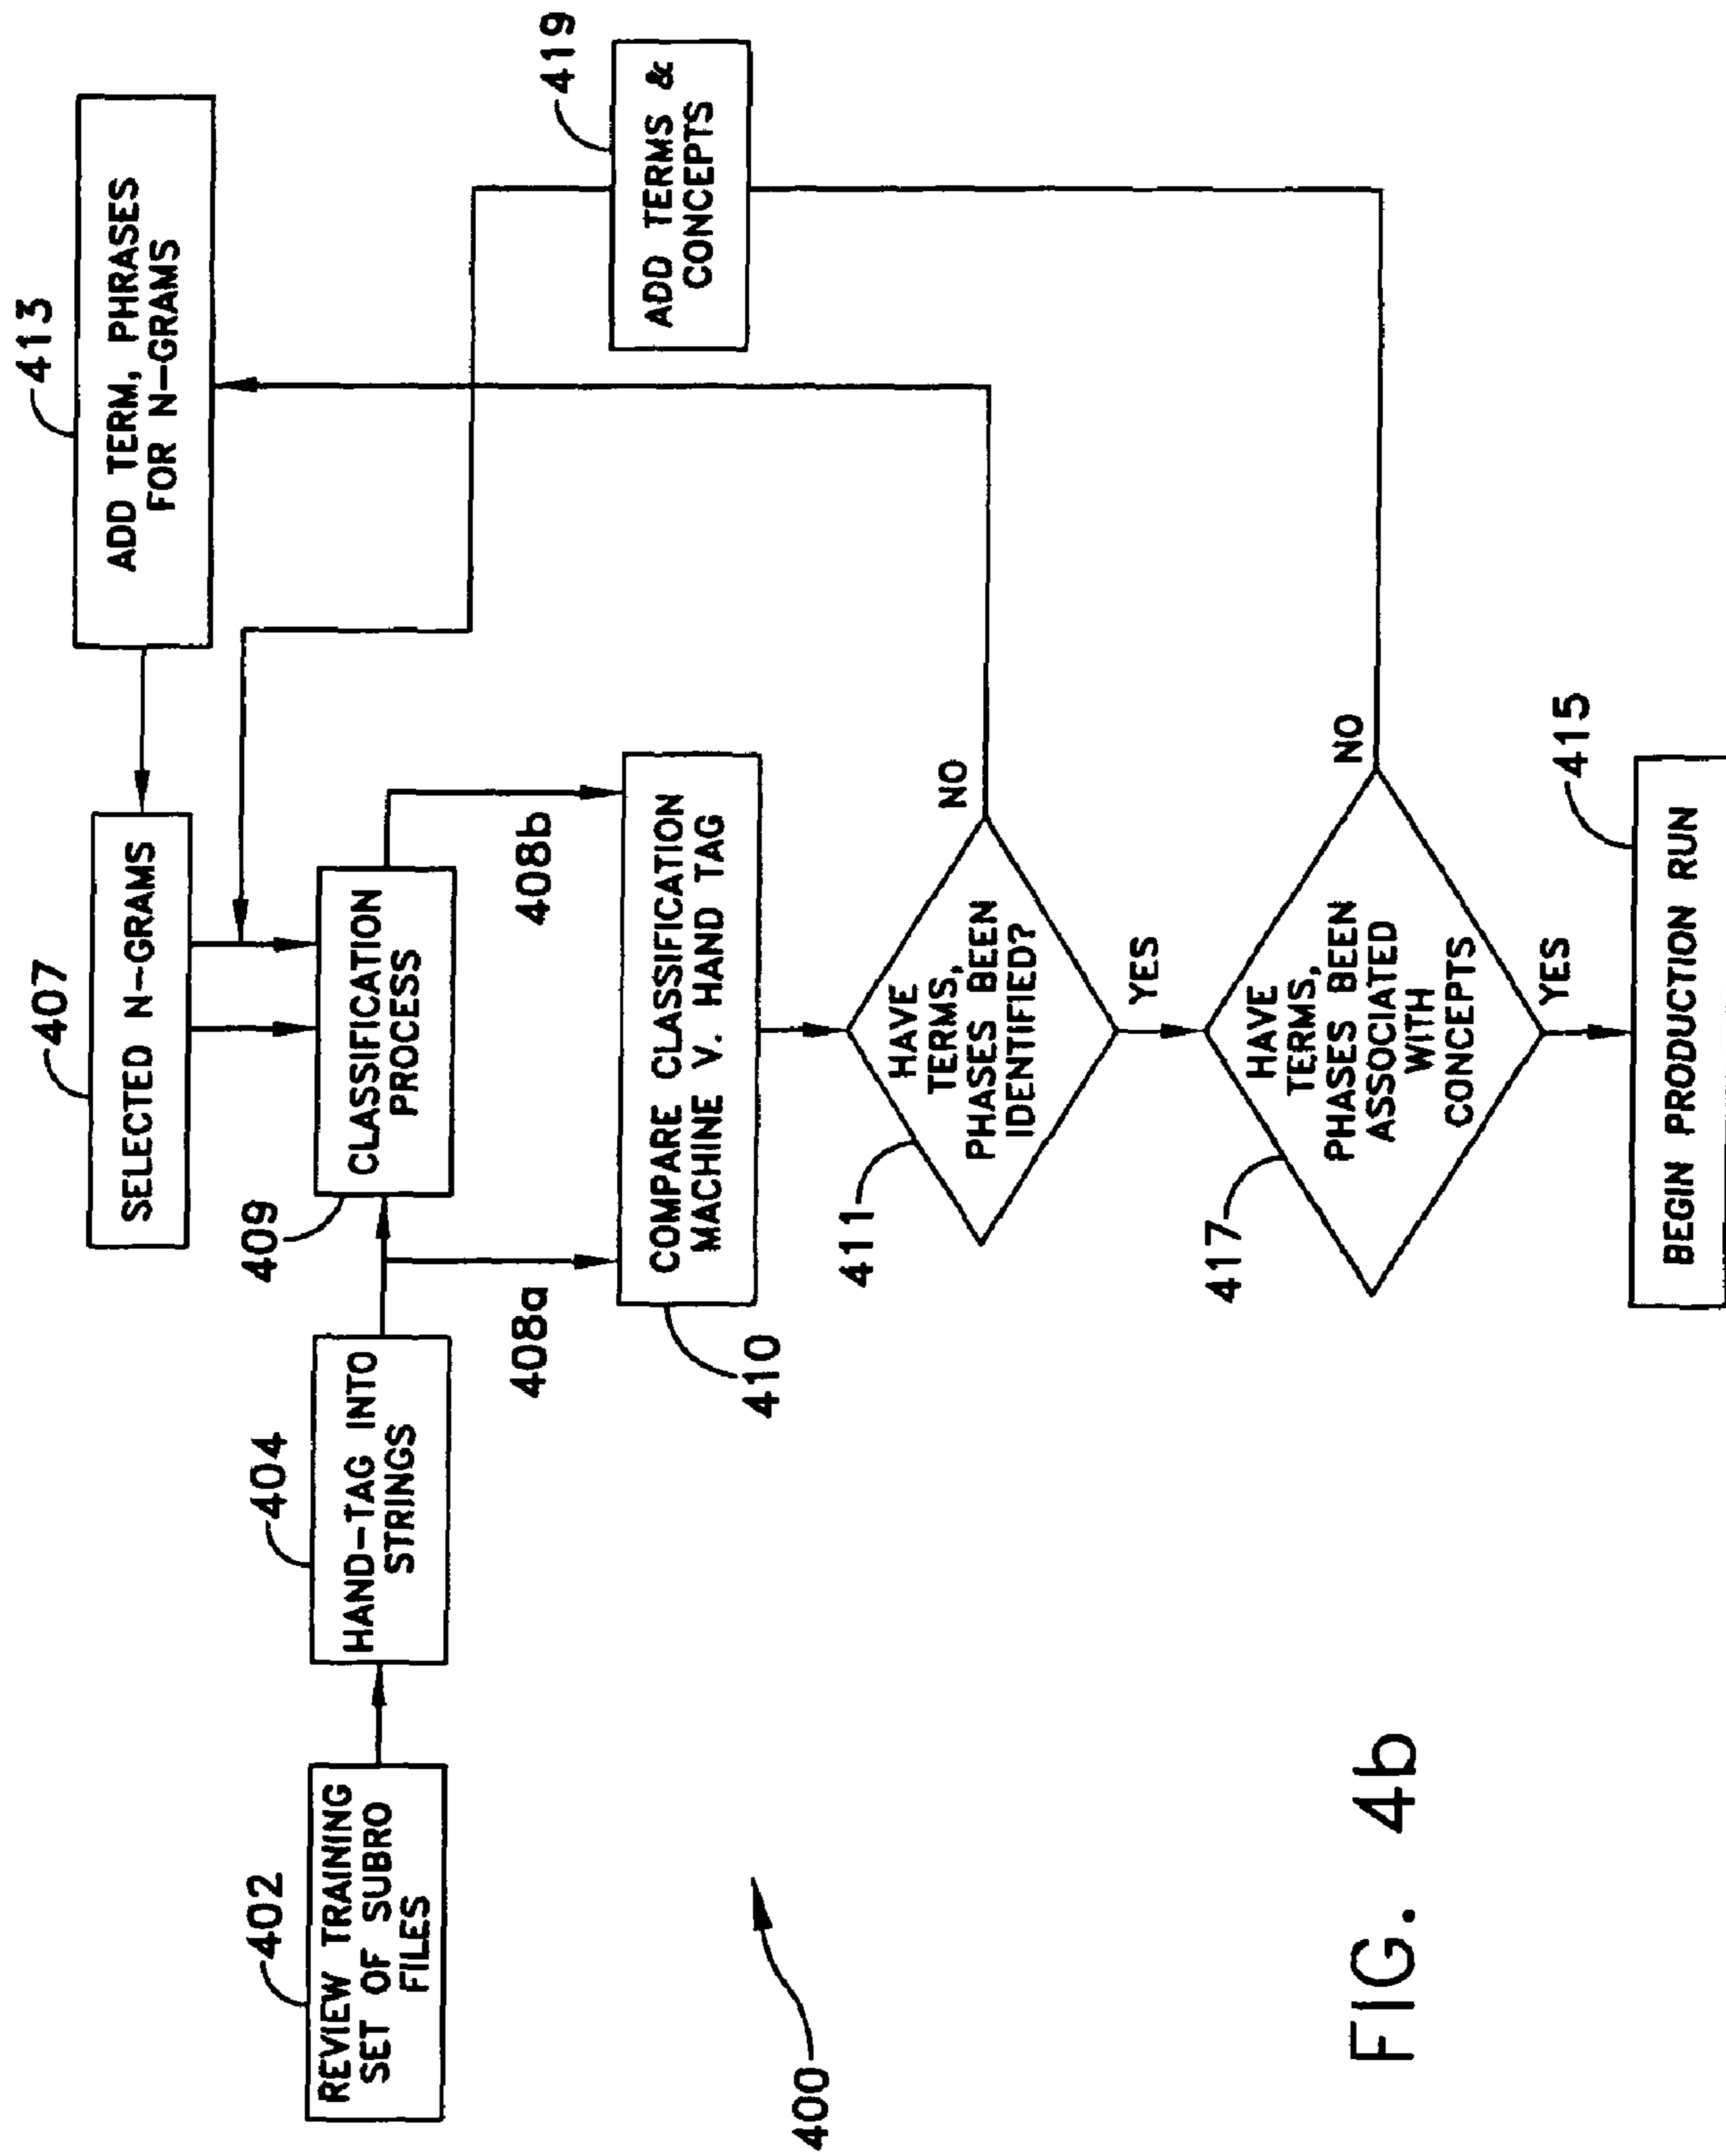 413
ADD TERM, PHRASES
FOR N-GRAMS
407
SELECTED N-GRAMS
419
ADD TERMS &
CONCEPTS
402
REVIEW TRAINING
SET OF SUBRO
FILES
404
HAND-TAG INTO
STRINGS
409
CLASSIFICATION
PROCESS
408a
408b
410
COMPARE CLASSIFICATION
MACHINE V. HAND TAG
411
HAVE
TERMS,
PHASES BEEN
IDENTIFIED?
NO
YES
417
HAVE
TERMS,
PHASES BEEN
ASSOCIATED
WITH
CONCEPTS
NO
YES
415
BEGIN PRODUCTION RUN
400
FIG. 4b